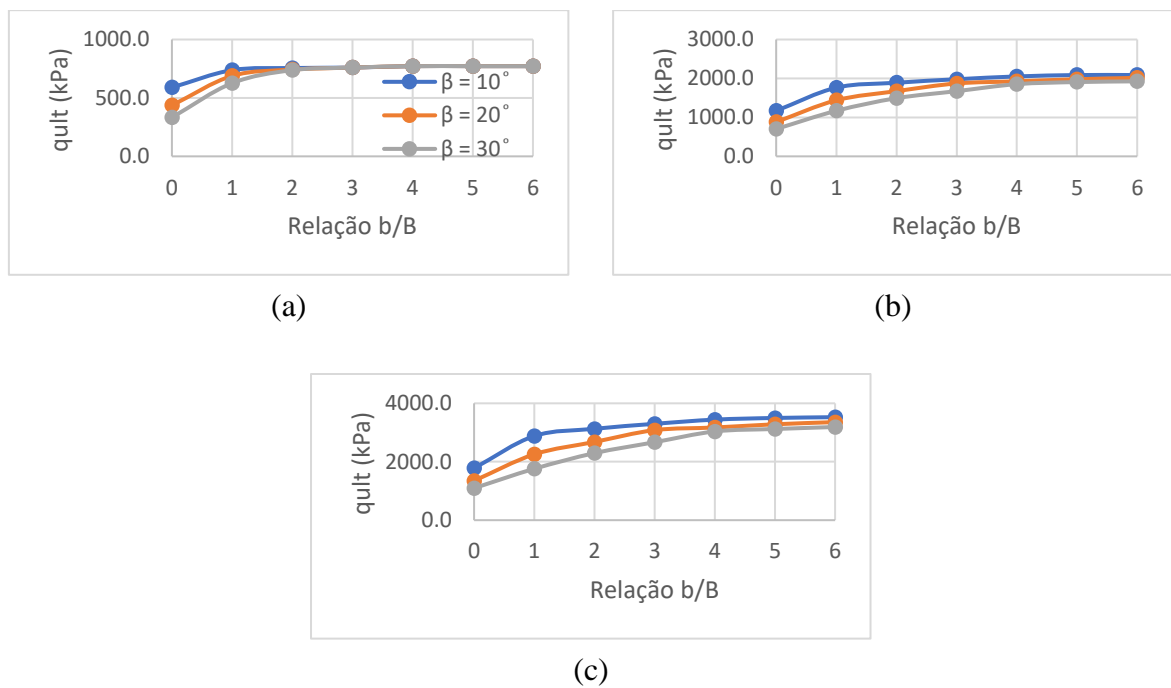 1000.0
500.0
0.0
qult (kPa)
β = 10°
β = 20
β = 30°
0 1 2 3 4 5 6
Relação b/B
(a)
3000.0
2000.0
1000.0
0.0
qult (kPa)
0 1 2 3 4 5 6
Relação b/B
(b)
4000.0
2000.0
0.0
qult (kPa)
0 1 2 3 4 5 6
Relação b/B
(c)